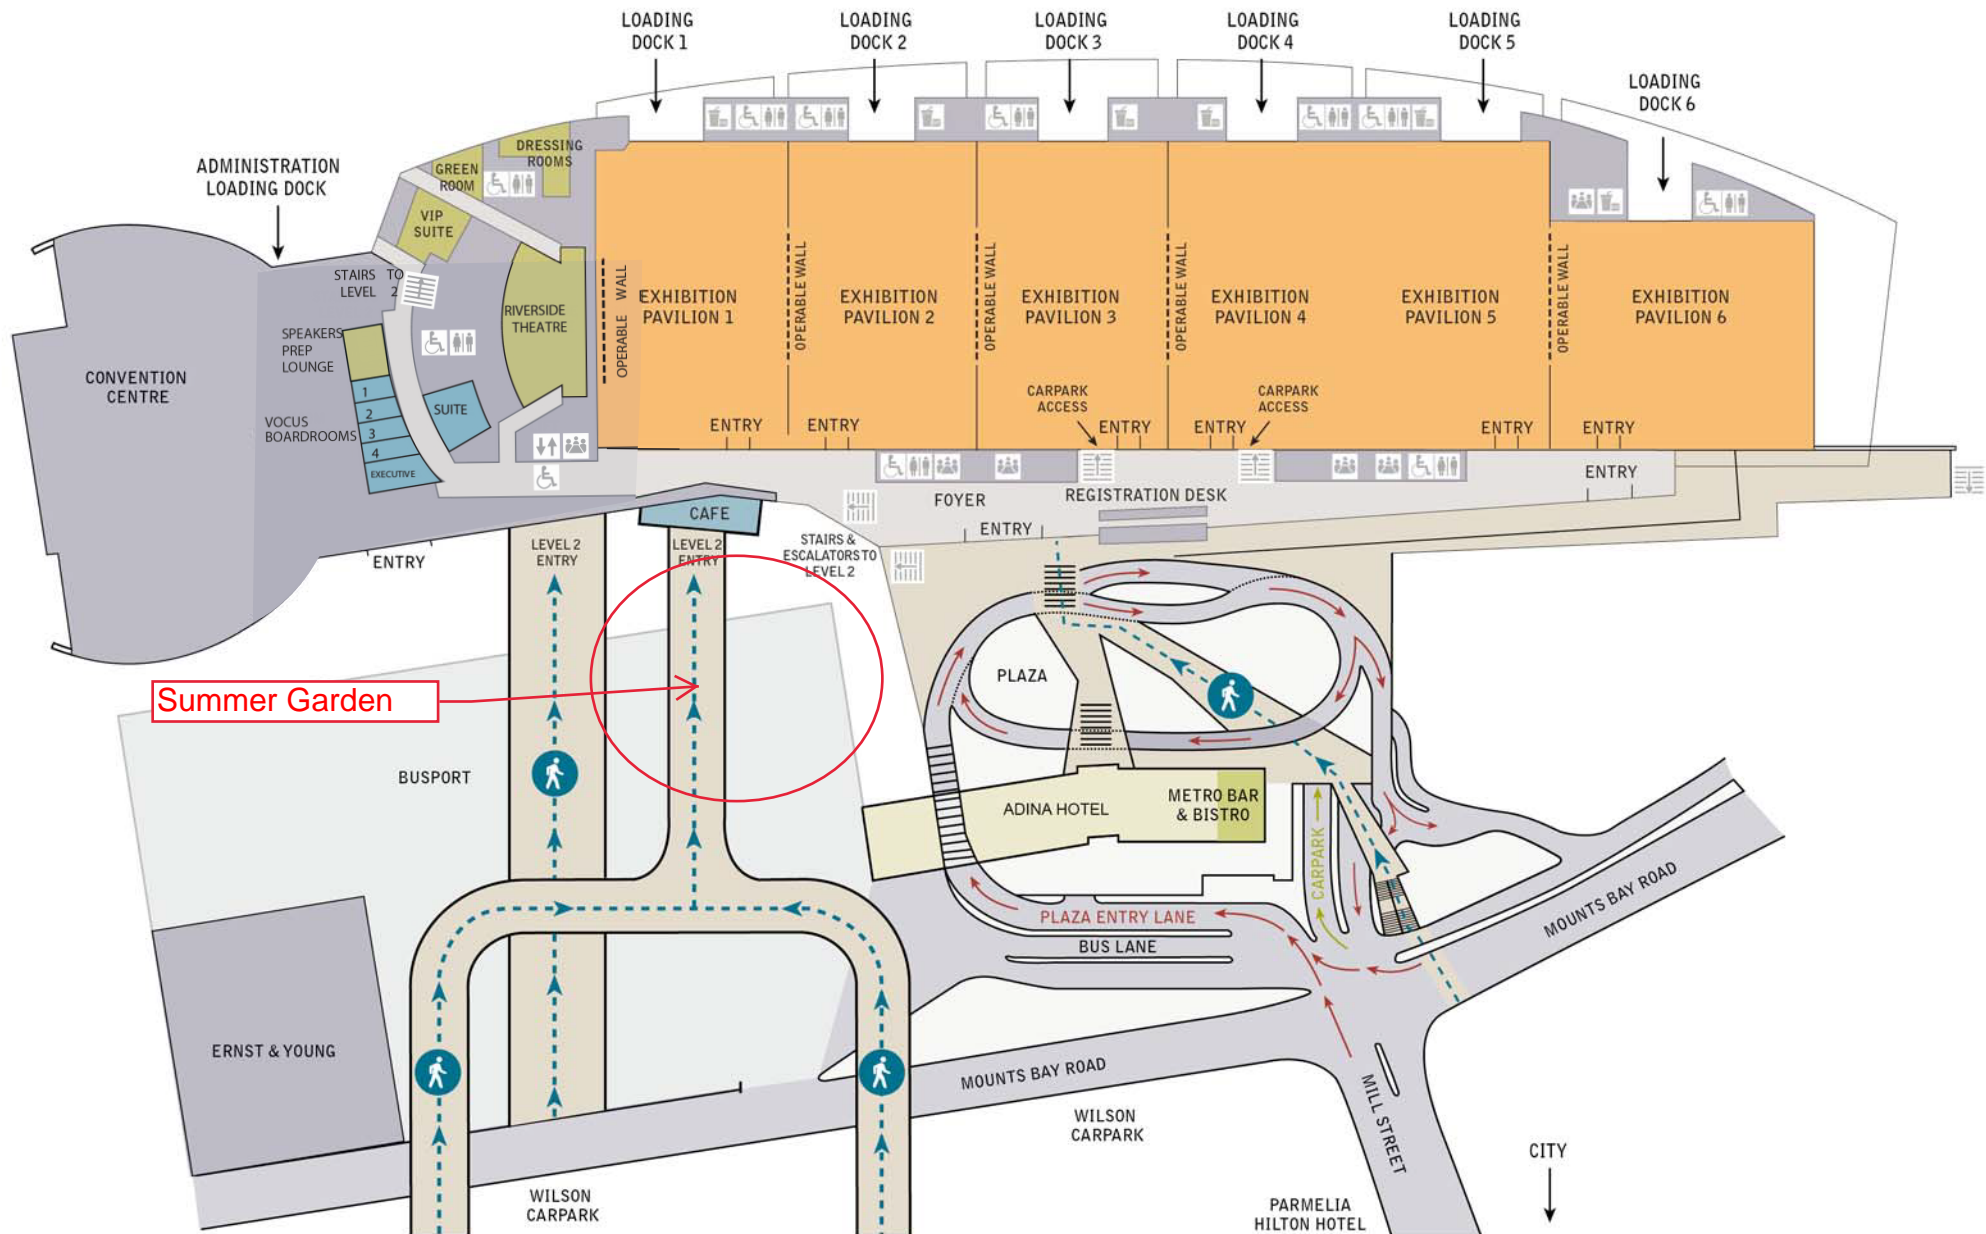 LOADING
DOCK 1
LOADING
DOCK 2
LOADING
DOCK 3
LOADING
DOCK 4
LOADING
DOCK 5
LOADING
DOCK 6
ADMINISTRATION
LOADING DOCK
DRESSING
ROOMS
GREEN
ROOM
VIP
SUITE
STAIRS TO
LEVEL 2
RIVERSIDE
THEATRE
OPERABLE WALL
EXHIBITION
PAVILION 1
OPERABLE WALL
EXHIBITION
PAVILION 2
OPERABLE WALL
EXHIBITION
PAVILION 3
OPERABLE WALL
EXHIBITION
PAVILION 4
EXHIBITION
PAVILION 5
OPERABLE WALL
EXHIBITION
PAVILION 6
SPEAKERS
PREP
LOUNGE
CONVENTION
CENTRE
VOCUS
BOARDROOMS
1
2
3
4
EXECUTIVE
SUITE
CARPARK
ACCESS
CARPARK
ACCESS
ENTRY
ENTRY
ENTRY
ENTRY
ENTRY
ENTRY
ENTRY
FOYER
REGISTRATION DESK
ENTRY
CAFE
ENTRY
LEVEL 2
ENTRY
LEVEL 2
ENTRY
STAIRS &
ESCALATORS TO
LEVEL 2
Summer Garden
PLAZA
BUSPORT
ADINA HOTEL
METRO BAR
& BISTRO
CARPARK
PLAZA ENTRY LANE
BUS LANE
MOUNTS BAY ROAD
ERNST & YOUNG
MOUNTS BAY ROAD
MILL STREET
WILSON
CARPARK
WILSON
CARPARK
CITY
PARMELIA
HILTON HOTEL